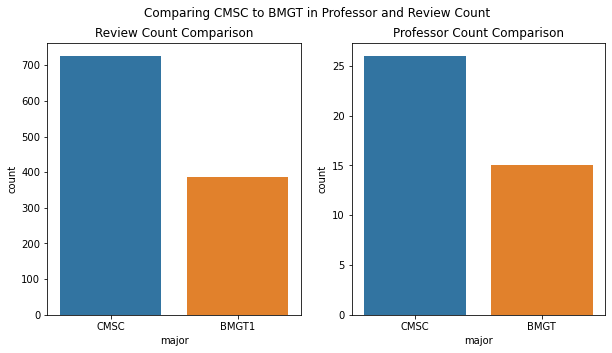 Comparing CMSC to BMGT in Professor and Review Count
Review Count Comparison
700
600
500
400
300
200
100
0
count
CMSC
BMGT1
major
Professor Count Comparison
25
20
15
10
5
0
count
CMSC
BMGT
major